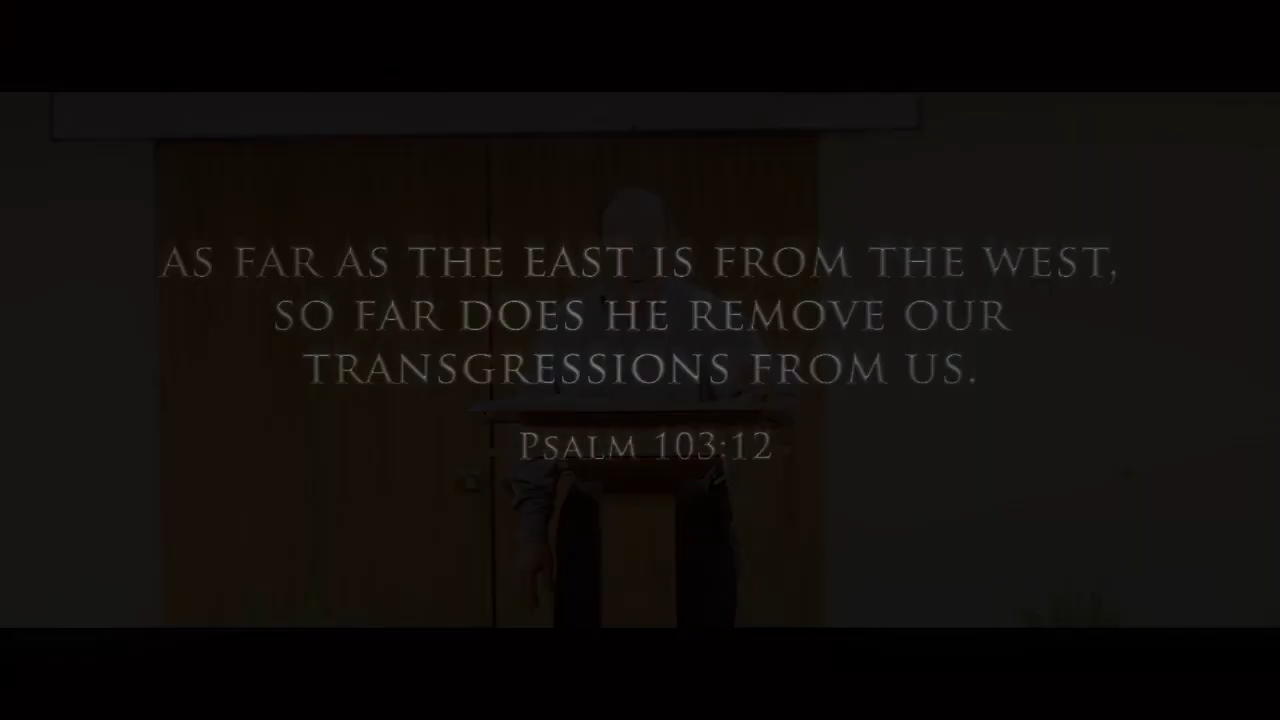 AS FAR AS THE EAST IS FROM THE WEST,
SO FAR DOES HE REMOVE OUR
TRANSGRESSIONS FROM US.
PSALM 103:12